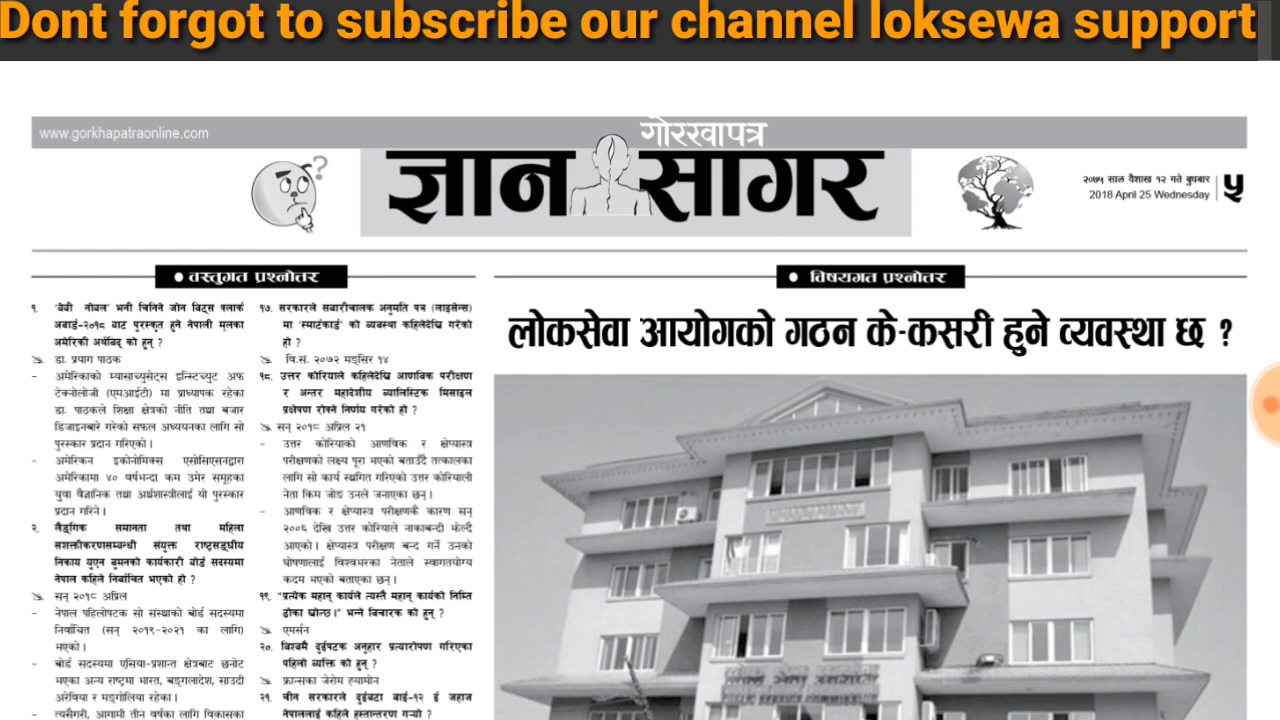 Dont forgot to subscribe our channel loksewa support
www.gorkhapatraonline.com
गोरखापत्र
ज्ञान सागर
२०७५ साल वैशाख १२ गते बुधबार
2018 April 25 Wednesday
५
वस्तुगत प्रश्नोत्तर
१. 'बेबी नोबल' भनी चिनिने जोन बिट्स क्लार्क
अवार्ड-२०१८ बाट पुरस्कृत हुने नेपाली मूलका
अमेरिकी अर्थविद् को हुन् ?
डा. प्रयाग पाठक
– अमेरिकाको म्यासाच्युसेट्स इन्स्टिच्युट अफ
टेक्नोलोजी (एमआईटी) मा प्राध्यापक रहेका
डा. पाठकले शिक्षा क्षेत्रको नीति तथा बजार
डिजाइनबारे गरेको सफल अध्ययनका लागि सो
पुरस्कार प्रदान गरिएको ।
– अमेरिकन इकोनोमिक्स एसोसिएसनद्वारा
अमेरिकामा ४० वर्षभन्दा कम उमेर समूहका
युवा वैज्ञानिक तथा अर्थशास्त्रीलाई यो पुरस्कार
प्रदान गरिने ।
२. लैङ्गिक समानता तथा महिला
सशक्तीकरणसम्बन्धी संयुक्त राष्ट्रसङ्घीय
निकाय युएन वुमनको कार्यकारी बोर्ड सदस्यमा
नेपाल कहिले निर्वाचित भएको हो ?
सन् २०१८ अप्रिल
– नेपाल पहिलोपटक सो संस्थाको बोर्ड सदस्यमा
निर्वाचित (सन् २०१९-२०२१ का लागि)
भएको ।
– बोर्ड सदस्यमा एसिया-प्रशान्त क्षेत्रबाट छनोट
भएका अन्य राष्ट्रमा भारत, बङ्गलादेश, साउदी
अरेविया र मङ्गोलिया रहेका ।
– त्यसैगरी, आगामी तीन वर्षका लागि विकासका
१७. सरकारले सवारीचालक अनुमति पत्र (लाइसेन्स)
मा 'स्मार्टकार्ड' को व्यवस्था कहिलेदेखि गरेको
हो ?
वि.सं. २०७२ मङ्सिर १४
१८. उत्तर कोरियाले कहिलेदेखि आणविक परीक्षण
र अन्तर महादेशीय ब्यालिस्टिक मिसाइल
प्रक्षेपण रोक्ने निर्णय गरेको हो ?
सन् २०१८ अप्रिल २१
– उत्तर कोरियाको आणविक र क्षेप्यास्त्र
परीक्षणको लक्ष्य पूरा भएको बताउँदै तत्कालका
लागि सो कार्य स्थगित गरिएको उत्तर कोरियाली
नेता किम जोङ उनले जनाएका छन् ।
– आणविक र क्षेप्यास्त्र परीक्षणकै कारण सन्
२००६ देखि उत्तर कोरियाले नाकाबन्दी झेल्दै
आएको । क्षेप्यास्त्र परीक्षण बन्द गर्ने उनको
घोषणालाई विश्वभरका नेताले स्वागतयोग्य
कदम भएको बताएका छन् ।
१९. "प्रत्येक महान् कार्यले त्यस्तै महान् कार्यको निम्ति
ढोका खोल्छ ।" भन्ने विचारक को हुन् ?
एमर्सन
२०. विश्वमै दुईपटक अनुहार प्रत्यारोपण गरिएका
पहिलो व्यक्ति को हुन् ?
फ्रान्सका जेरोम ह्यामोन
२१. चीन सरकारले दुईवटा वाई-१२ ई जहाज
नेपाललाई कहिले हस्तान्तरण गर्‍यो ?
विषयगत प्रश्नोत्तर
लोकसेवा आयोगको गठन के-कसरी हुने व्यवस्था छ ?